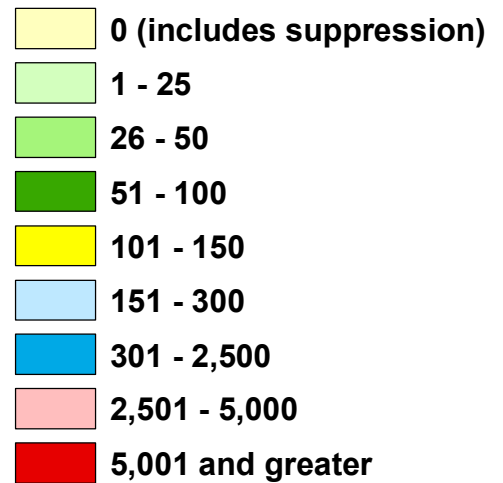 0 (includes suppression)
1 - 25
26 - 50
51 - 100
101 - 150
151 - 300
301 - 2,500
2,501 - 5,000
5,001 and greater